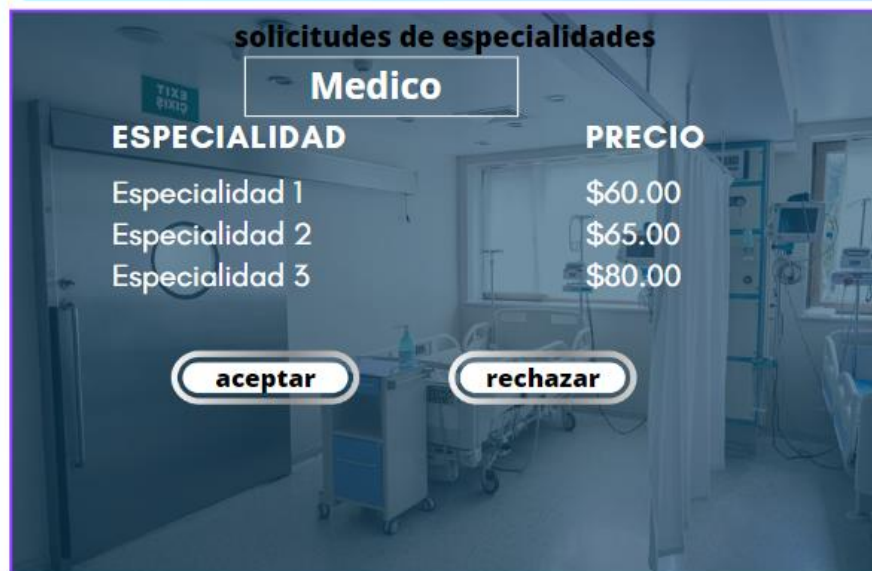 solicitudes de especialidades
EXIT
Medico
ESPECIALIDAD PRECIO
Especialidad 1 $60.00
Especialidad 2 $65.00
Especialidad 3 $80.00
aceptar rechazar